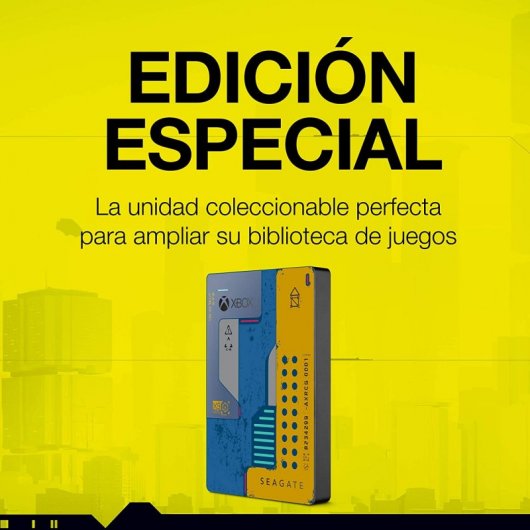 EDICIÓN
ESPECIAL
La unidad coleccionable perfecta
para ampliar su biblioteca de juegos
XBOX
SEAGATE